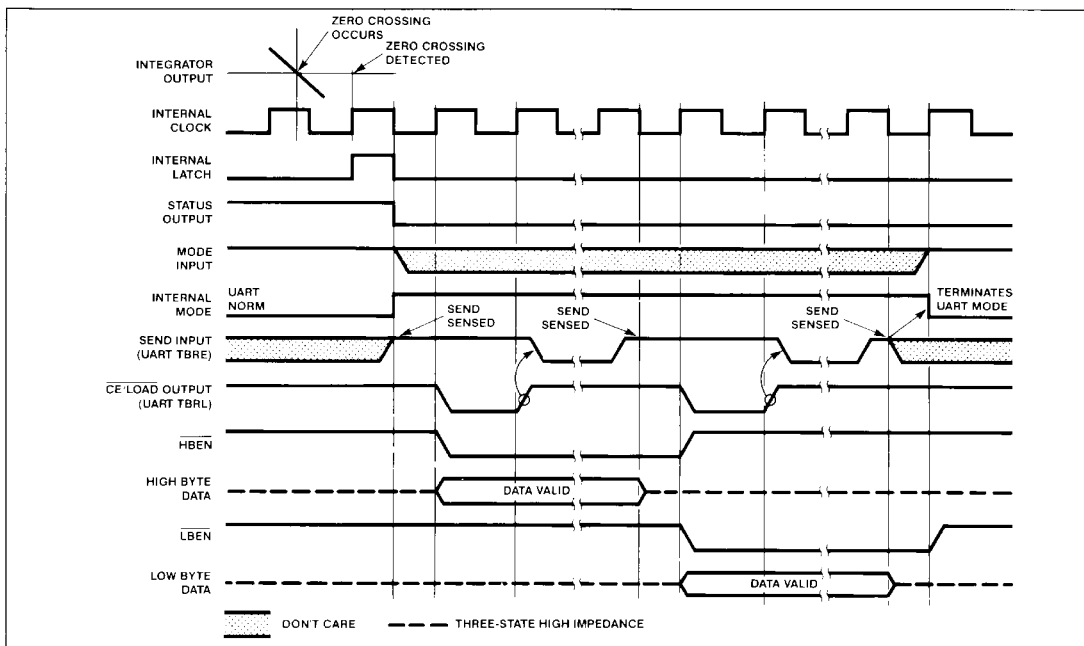 ZERO CROSSING
OCCURS
ZERO CROSSING
DETECTED
INTEGRATOR
OUTPUT
INTERNAL
CLOCK
INTERNAL
LATCH
STATUS
OUTPUT
MODE
INPUT
UART
NORM
INTERNAL
MODE
SEND
SENSED
SEND
SENSED
SEND
SENSED
TERMINATES
UART MODE
SEND INPUT
(UART TBRE)
CE/LOAD OUTPUT
(UART TBRL)
HBEN
HIGH BYTE
DATA
DATA VALID
LBEN
LOW BYTE
DATA
DATA VALID
DON'T CARE
THREE-STATE HIGH IMPEDANCE